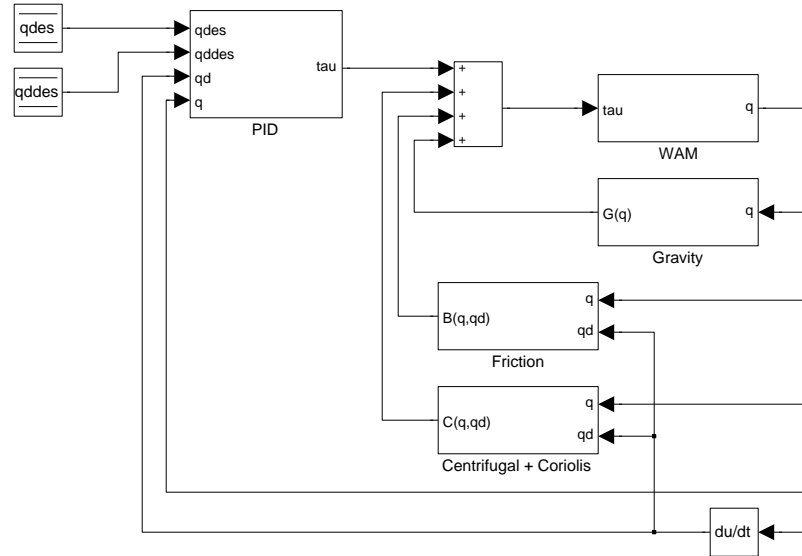 qdes
qddes
qdes
qddes
qd
q
tau
PID
+
+
+
+
tau
q
WAM
G(q)
q
Gravity
B(q,qd)
q
qd
Friction
C(q,qd)
q
qd
Centrifugal + Coriolis
du/dt